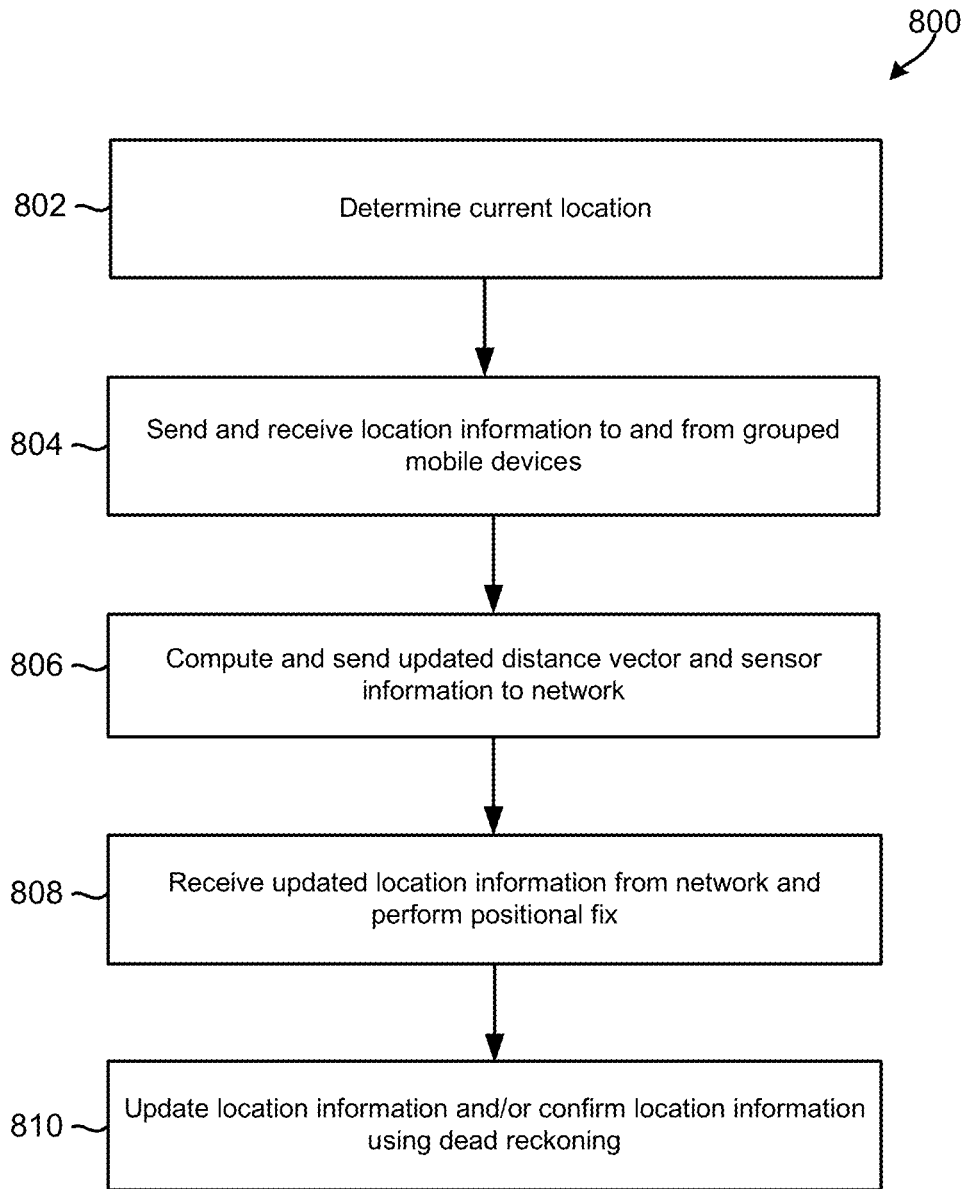 800
802
Determine current location
804
Send and receive location information to and from grouped
mobile devices
806
Compute and send updated distance vector and sensor
information to network
808
Receive updated location information from network and
perform positional fix
810
Update location information and/or confirm location information
using dead reckoning